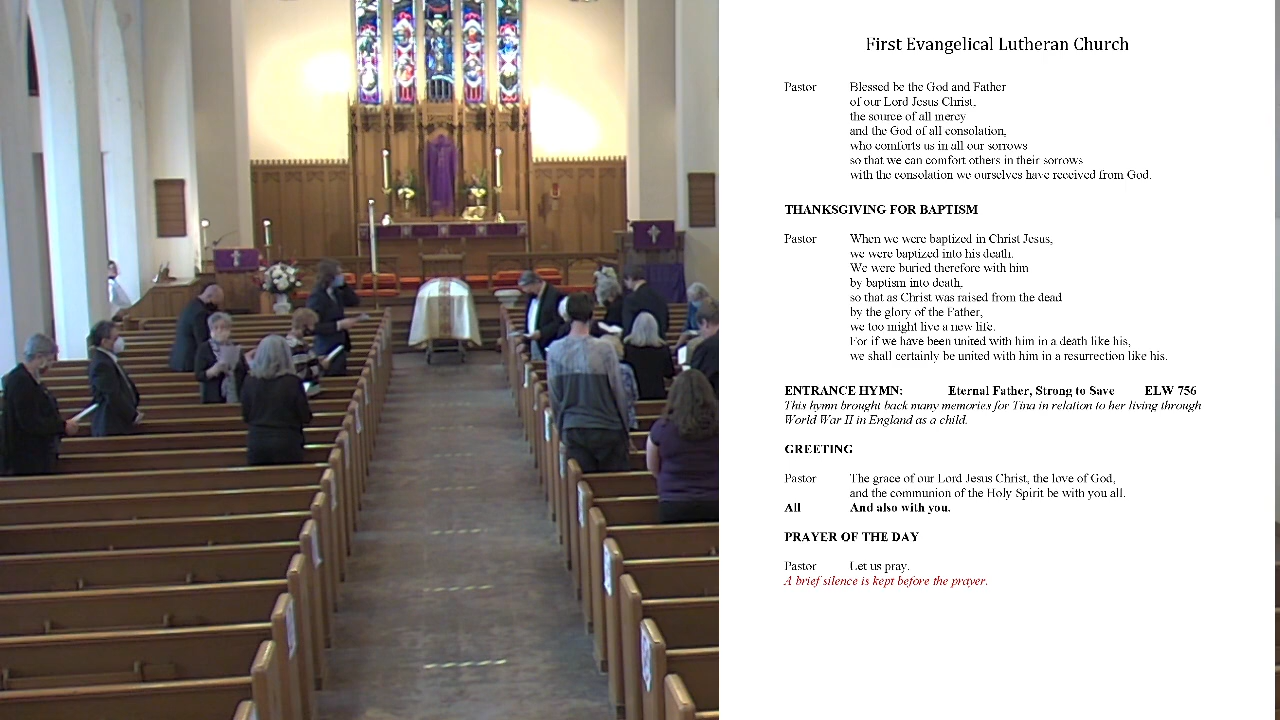 First Evangelical Lutheran Church
Pastor Blessed be the God and Father
of our Lord Jesus Christ,
the source of all mercy
and the God of all consolation,
who comforts us in all our sorrows
so that we can comfort others in their sorrows
with the consolation we ourselves have received from God.
THANKSGIVING FOR BAPTISM
Pastor When we were baptized in Christ Jesus,
we were baptized into his death.
We were buried therefore with him
by baptism into death,
so that as Christ was raised from the dead
by the glory of the Father,
we too might live a new life.
For if we have been united with him in a death like his,
we shall certainly be united with him in a resurrection like his.
ENTRANCE HYMN: Eternal Father, Strong to Save ELW 756
This hymn brought back many memories for Tina in relation to her living through
World War II in England as a child.
GREETING
Pastor The grace of our Lord Jesus Christ, the love of God,
and the communion of the Holy Spirit be with you all.
All And also with you.
PRAYER OF THE DAY
Pastor Let us pray.
A brief silence is kept before the prayer.